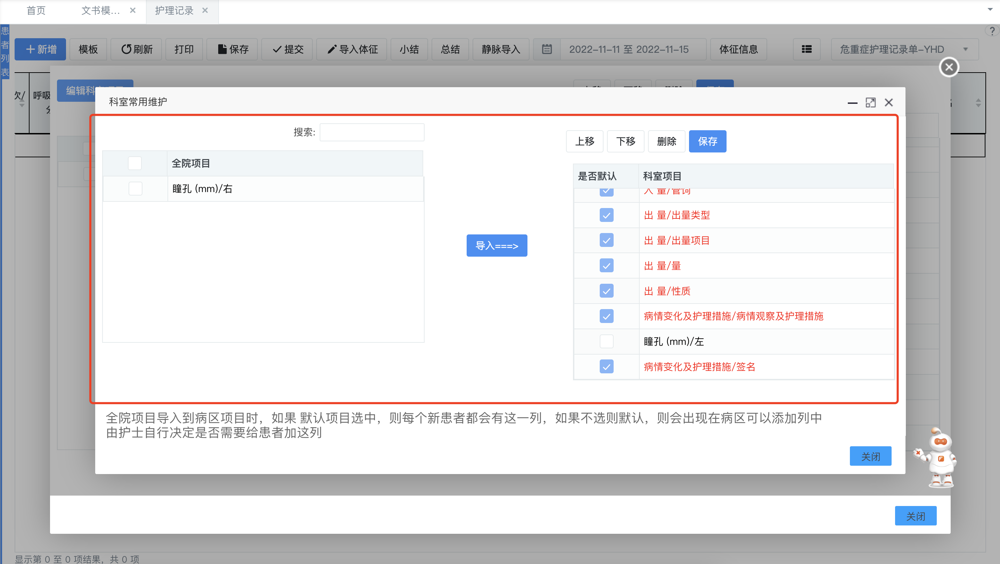 首页
文书模...
护理记录
患者列表
新增
模板
刷新
打印
保存
提交
导入体征
小结
总结
静脉导入
2022-11-11 至 2022-11-15
体征信息
危重症护理记录单-YHD
次/
呼吸
编辑科
科室常用维护
搜索:
上移
下移
删除
保存
全院项目
瞳孔 (mm)/右
导入===>
是否默认
科室项目
入 量/管饲
出 量/出量类型
出 量/出量项目
出 量/量
出 量/性质
病情变化及护理措施/病情观察及护理措施
瞳孔 (mm)/左
病情变化及护理措施/签名
全院项目导入到病区项目时，如果 默认项目选中，则每个新患者都会有这一列，如果不选则默认，则会出现在病区可以添加列中
由护士自行决定是否需要给患者加这列
关闭
关闭
显示第 0 至 0 项结果，共 0 项